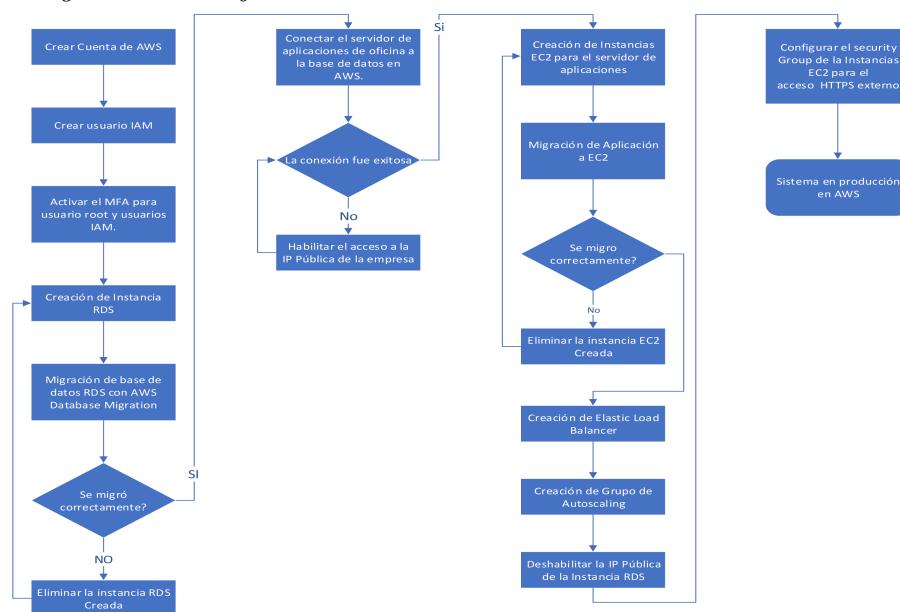 Crear Cuenta de AWS
Crear usuario IAM
Activar el MFA para
usuario root y usuarios
IAM.
Creación de Instancia
RDS
Migración de base de
datos RDS con AWS
Database Migration
Se migró
correctamente?
SI
NO
Eliminar la instancia RDS
Creada
Conectar el servidor de
aplicaciones de oficina a
la base de datos en
AWS.
La conexión fue exitosa
Si
No
Habilitar el acceso a la
IP Pública de la empresa
Creación de Instancias
EC2 para el servidor de
aplicaciones
Migración de Aplicación
a EC2
Se migro
correctamente?
No
Eliminar la instancia EC2
Creada
Creación de Elastic Load
Balancer
Creación de Grupo de
Autoscaling
Deshabilitar la IP Pública
de la Instancia RDS
Configurar el security
Group de la Instancias
EC2 para el
acceso HTTPS externo
Sistema en producción
en AWS